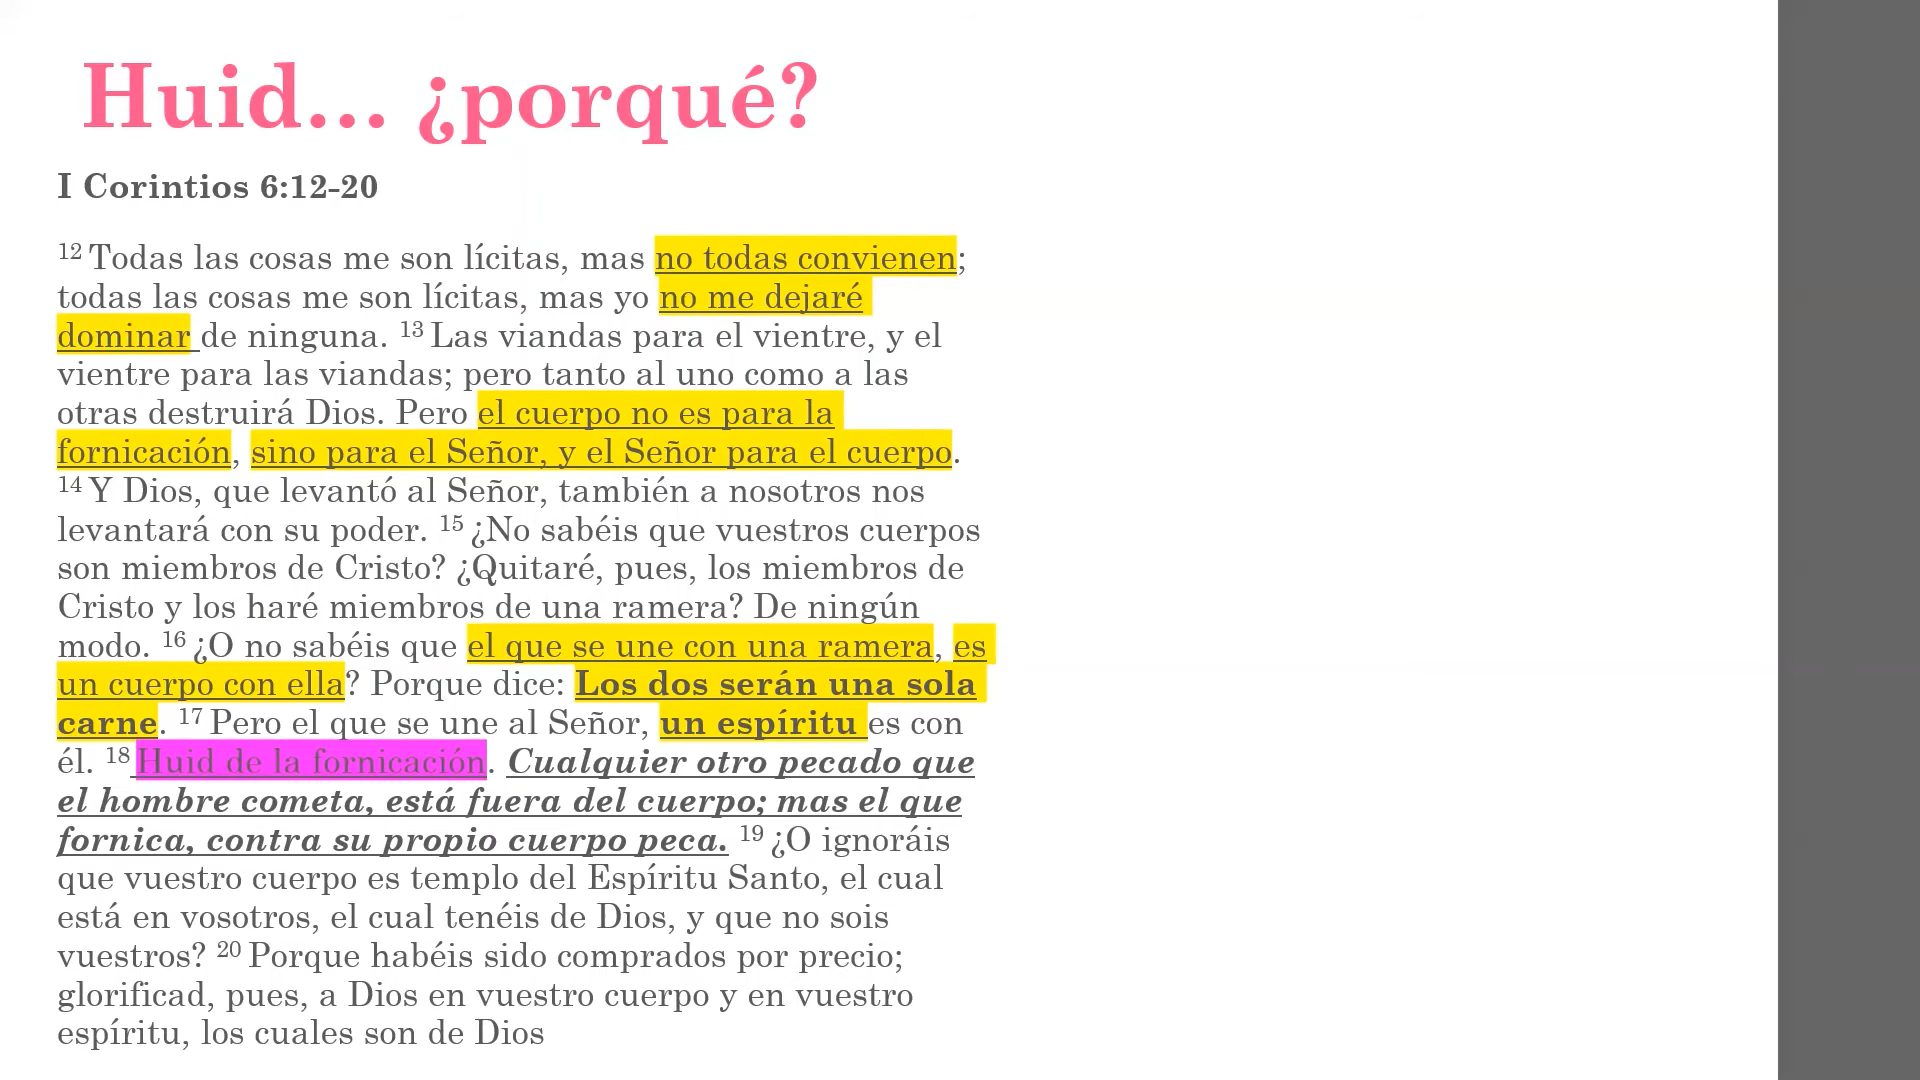 Huid... ¿porqué?
I Corintios 6:12-20
12 Todas las cosas me son lícitas, mas no todas convienen;
todas las cosas me son lícitas, mas yo no me dejaré
dominar de ninguna. 13 Las viandas para el vientre, y el
vientre para las viandas; pero tanto al uno como a las
otras destruirá Dios. Pero el cuerpo no es para la
fornicación, sino para el Señor, y el Señor para el cuerpo.
14 Y Dios, que levantó al Señor, también a nosotros nos
levantará con su poder. 15 ¿No sabéis que vuestros cuerpos
son miembros de Cristo? ¿Quitaré, pues, los miembros de
Cristo y los haré miembros de una ramera? De ningún
modo. 16 ¿O no sabéis que el que se une con una ramera, es
un cuerpo con ella? Porque dice: Los dos serán una sola
carne. 17 Pero el que se une al Señor, un espíritu es con
él. 18 Huid de la fornicación. Cualquier otro pecado que
el hombre cometa, está fuera del cuerpo; mas el que
fornica, contra su propio cuerpo peca. 19 ¿O ignoráis
que vuestro cuerpo es templo del Espíritu Santo, el cual
está en vosotros, el cual tenéis de Dios, y que no sois
vuestros? 20 Porque habéis sido comprados por precio;
glorificad, pues, a Dios en vuestro cuerpo y en vuestro
espíritu, los cuales son de Dios